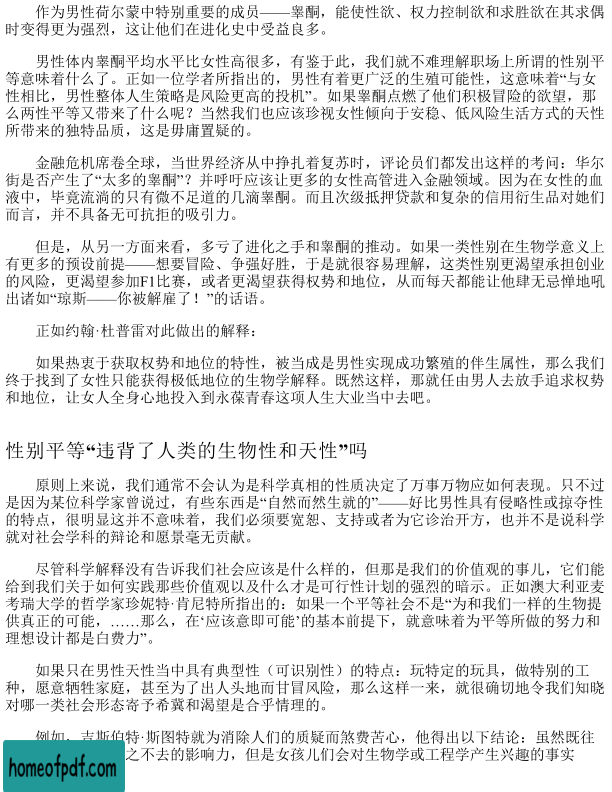 作为男性荷尔蒙中特别重要的成员——睾酮，能使性欲、权力控制欲和求胜欲在其求偶
时变得更为强烈，这让他们在进化史中受益良多。
男性体内睾酮平均水平比女性高很多，有鉴于此，我们就不难理解职场上所谓的性别平
等意味着什么了。正如一位学者所指出的，男性有着更广泛的生殖可能性，这意味着“与女
性相比，男性整体人生策略是风险更高的投机”。如果睾酮点燃了他们积极冒险的欲望，那
么两性平等又带来了什么呢？当然我们也应该珍视女性倾向于安稳、低风险生活方式的天性
所带来的独特品质，这是毋庸置疑的。
金融危机席卷全球，当世界经济从中挣扎着复苏时，评论员们都发出这样的考问：华尔
街是否产生了“太多的睾酮”？并呼吁应该让更多的女性高管进入金融领域。因为在女性的血
液中，毕竟流淌的只有微不足道的几滴睾酮。而且次级抵押贷款和复杂的信用衍生品对她们
而言，并不具备无可抗拒的吸引力。
但是，从另一方面来看，多亏了进化之手和睾酮的推动。如果一类性别在生物学意义上
有更多的预设前提——想要冒险、争强好胜，于是就很容易理解，这类性别更渴望承担创业
的风险，更渴望参加F1比赛，或者更渴望获得权势和地位，从而每天都能让他肆无忌惮地吼
出诸如“琼斯——你被解雇了！”的话语。
正如约翰·杜普雷对此做出的解释：
如果热衷于获取权势和地位的特性，被当成是男性实现成功繁殖的伴生属性，那么我们
终于找到了女性只能获得极低地位的生物学解释。既然这样，那就任由男人去放手追求权势
和地位，让女人全身心地投入到永葆青春这项人生大业当中去吧。
性别平等“违背了人类的生物性和天性”吗
原则上来说，我们通常不会认为是科学真相的性质决定了万事万物应如何表现。只不过
是因为某位科学家曾说过，有些东西是“自然而然生就的”——好比男性具有侵略性或掠夺性
的特点，很明显这并不意味着，我们必须要宽恕、支持或者为它诊治开方，也并不是说科学
就对社会学科的辩论和愿景毫无贡献。
尽管科学解释没有告诉我们社会应该是什么样的，但那是我们的价值观的事儿，它们能
给到我们关于如何实践那些价值观以及什么才是可行性计划的强烈的暗示。正如澳大利亚麦
考瑞大学的哲学家珍妮特·肯尼特所指出的：如果一个平等社会不是“为和我们一样的生物提
供真正的可能，……那么，在‘应该意即可能’的基本前提下，就意味着为平等所做的努力和
理想设计都是白费力”。
如果只在男性天性当中具有典型性（可识别性）的特点：玩特定的玩具，做特别的工
种，愿意牺牲家庭，甚至为了出人头地而甘冒风险，那么这样一来，就很确切地令我们知晓
对哪一类社会形态寄予希冀和渴望是合乎情理的。
例如，吉斯伯特·斯图特就为消除人们的质疑而煞费苦心，他得出以下结论：虽然既往
之不去的影响力，但是女孩儿们会对生物学或工程学产生兴趣的事实
homeofpdf.com